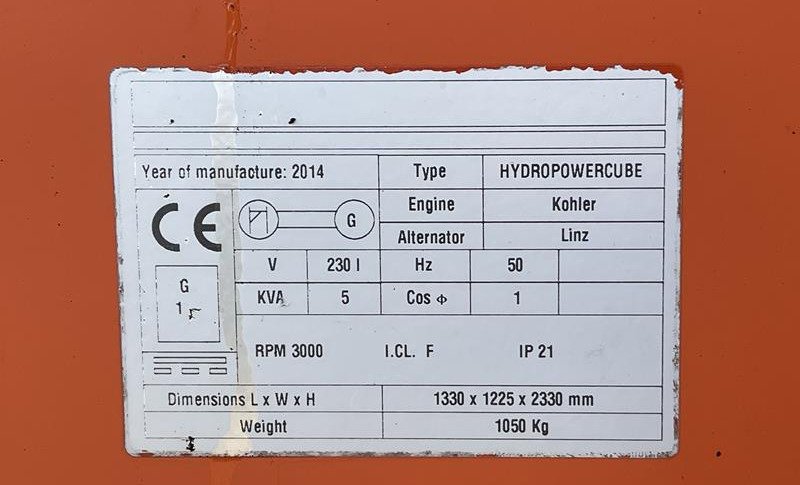 Year of manufacture: 2014 Type HYDROPOWERCUBE
CE G Engine Kohler
Alternator Linz
V 230 I Hz 50
G
1
KVA 5 Cos Φ 1
RPM 3000 I.CL. F IP 21
Dimensions L x W x H 1330 x 1225 x 2330 mm
Weight 1050 Kg